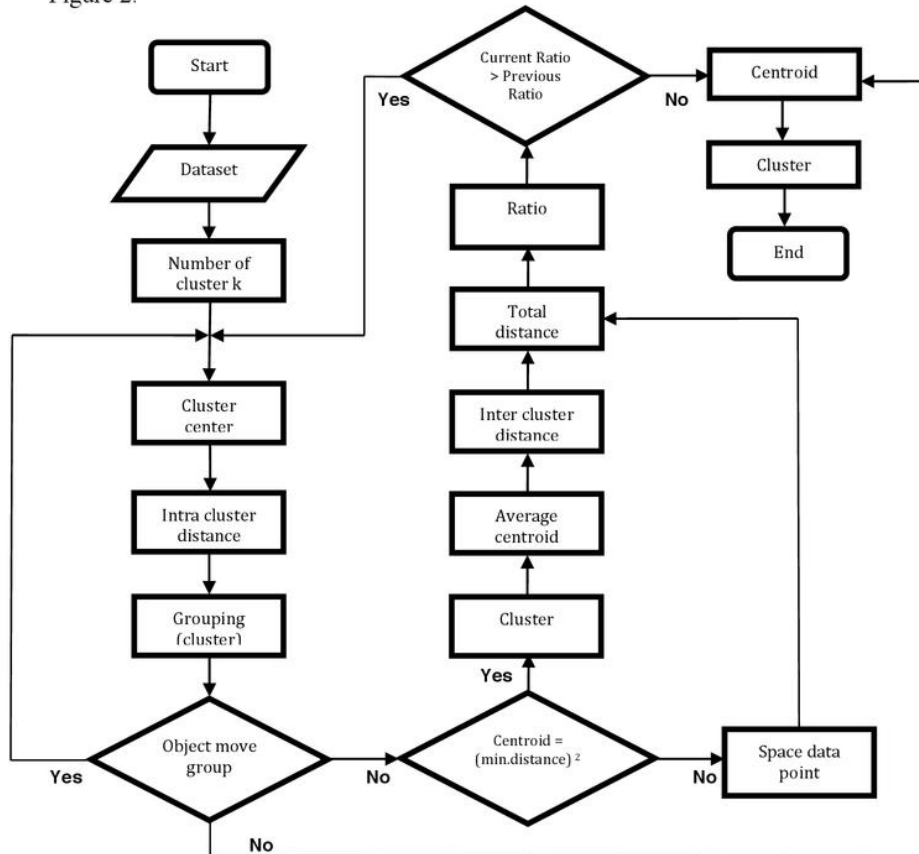 Figure 2.
Start
Dataset
Number of
cluster k
Cluster
center
Intra cluster
distance
Grouping
(cluster)
Object move
group
Yes
No
No
Centroid =
(min.distance) ²
Yes
No
Space data
point
Cluster
Average
centroid
Inter cluster
distance
Total
distance
Ratio
Current Ratio
> Previous
Ratio
Yes
No
Centroid
Cluster
End